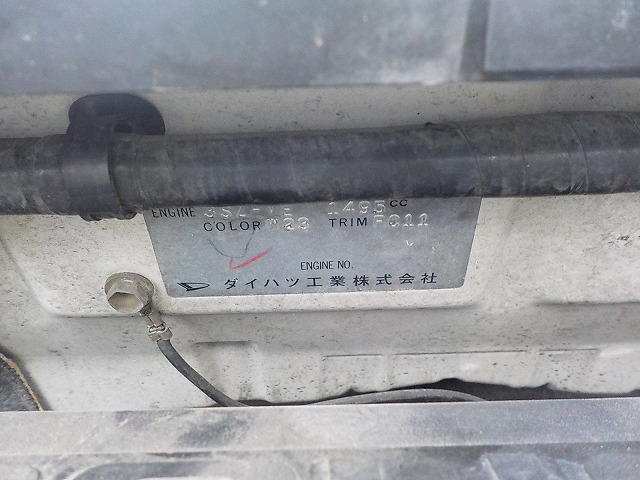 ENGINE 3SZ-VE 1495CC
COLOR W23 TRIM FC11
ENGINE NO.
ダイハツ工業株式会社